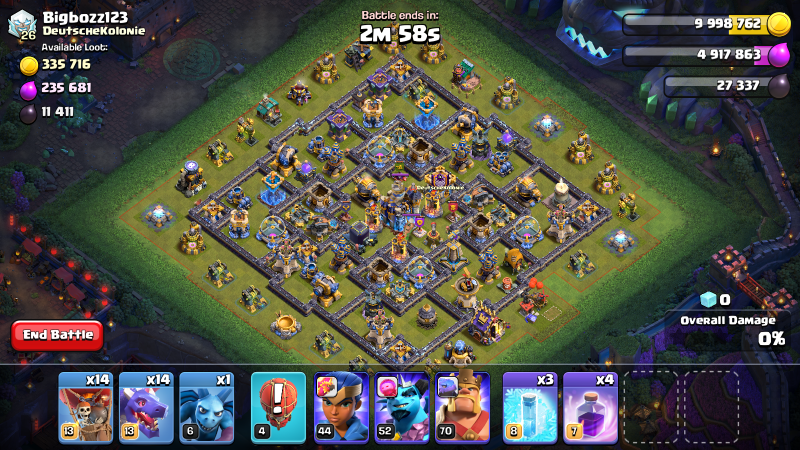 26
Bigbozz123
DeutscheKolonie
Available Loot:
335 716
235 681
11 411
Battle ends in:
2M 58S
9 998 762
4 917 863
27 337
DeutscheKolonie
End Battle
0
Overall Damage
0%
x14
x14
x1
x3
x4
13
13
6
!
4
44
52
70
8
7